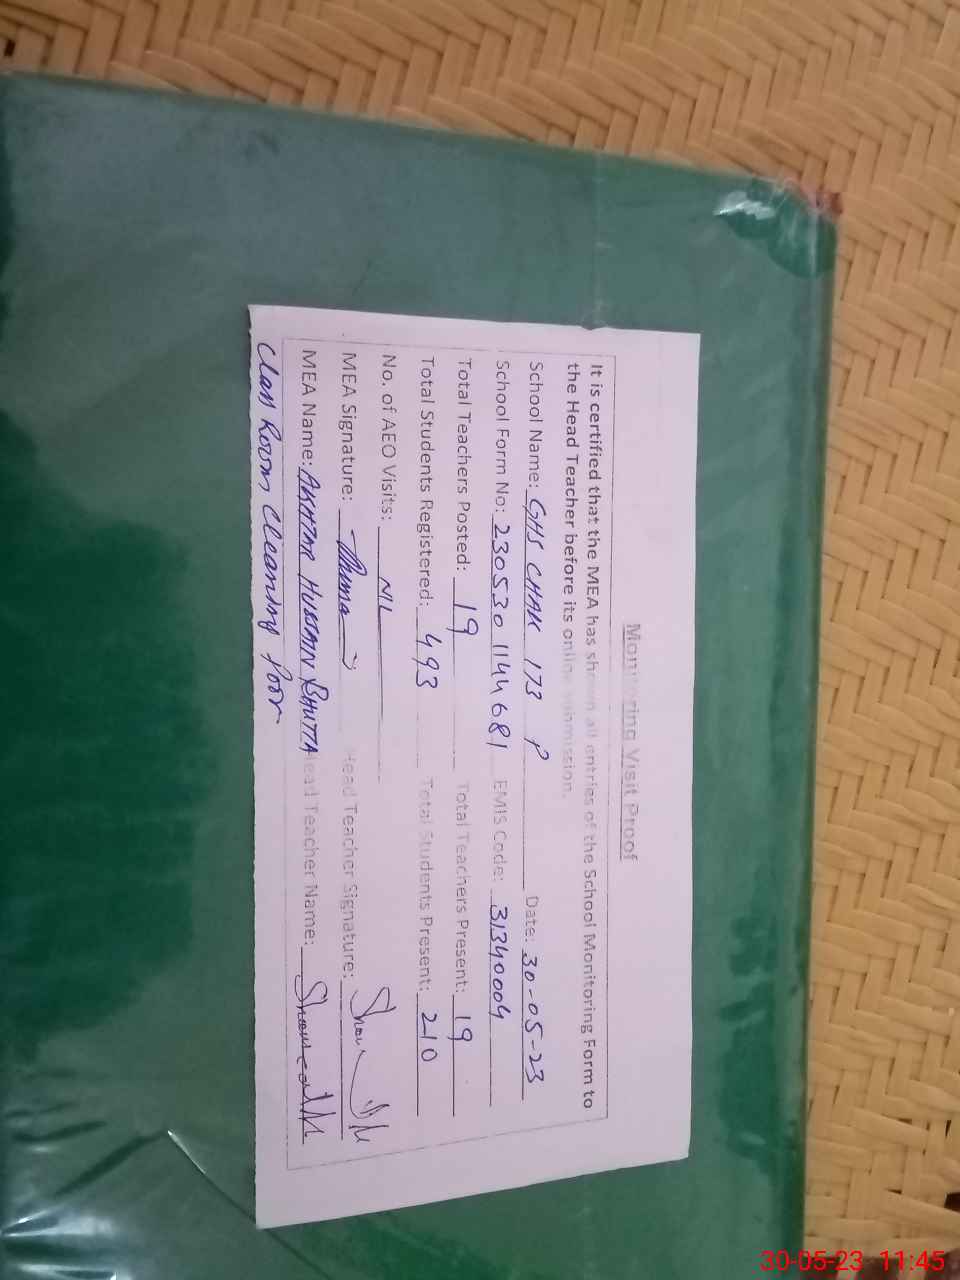 Monitoring Visit Proof
It is certified that the MEA has shown all entries of the School Monitoring Form to
the Head Teacher before its online submission.
School Name: GHS CHAK 173 P Date: 30-05-23
School Form No: 230530 1144681 EMIS Code: 31340004
Total Teachers Posted: 19 Total Teachers Present: 19
Total Students Registered: 493 Total Students Present: 210
No. of AEO Visits: NIL
MEA Signature: Head Teacher Signature:
MEA Name: AKHTAR HUSSAIN BHUTTA Head Teacher Name:
Class Room Cleaning Poor
30-05-23 11:45